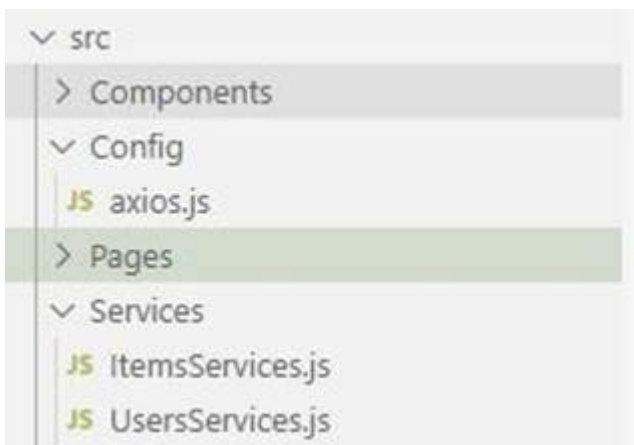 src
Components
Config
JS axios.js
Pages
Services
JS ItemsServices.js
JS UsersServices.js